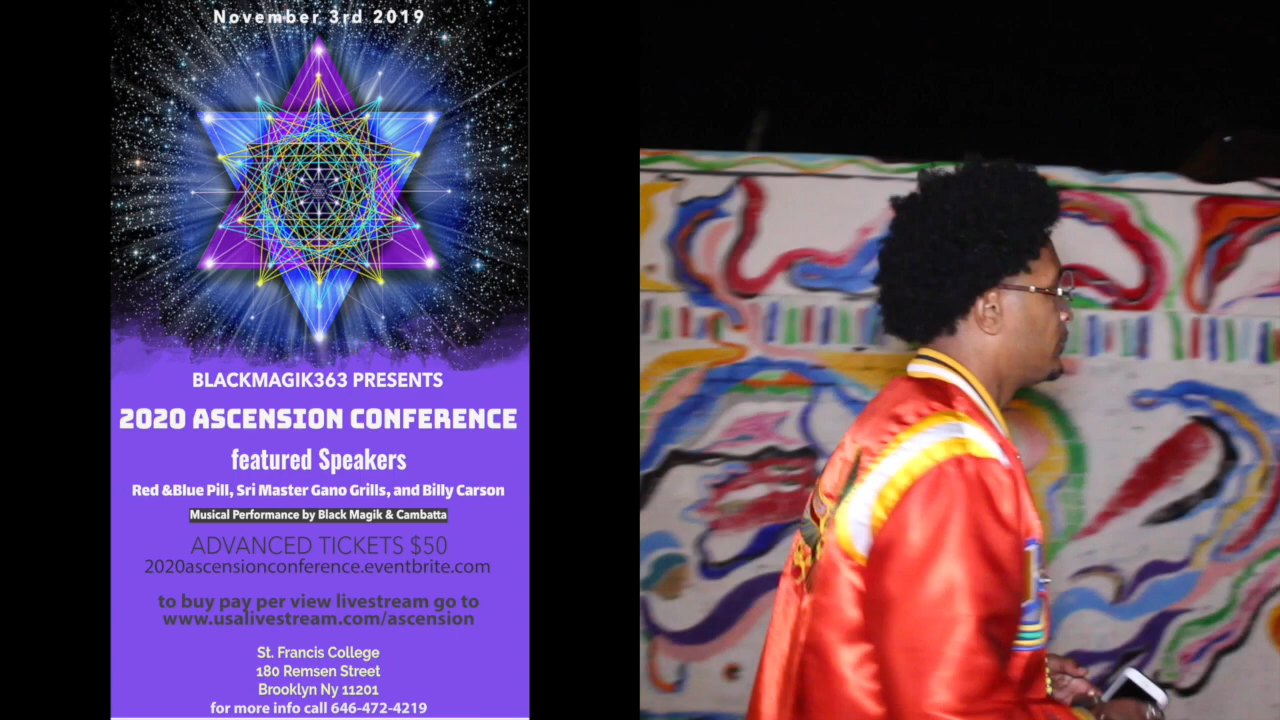 November 3rd 2019
BLACKMAGIK363 PRESENTS
2020 ASCENSION CONFERENCE
featured Speakers
Red &Blue Pill, Sri Master Gano Grills, and Billy Carson
Musical Performance by Black Magik & Cambatta
ADVANCED TICKETS $50
2020ascensionconference.eventbrite.com
to buy pay per view livestream go to
www.usalivestream.com/ascension
St. Francis College
180 Remsen Street
Brooklyn Ny 11201
for more info call 646-472-4219